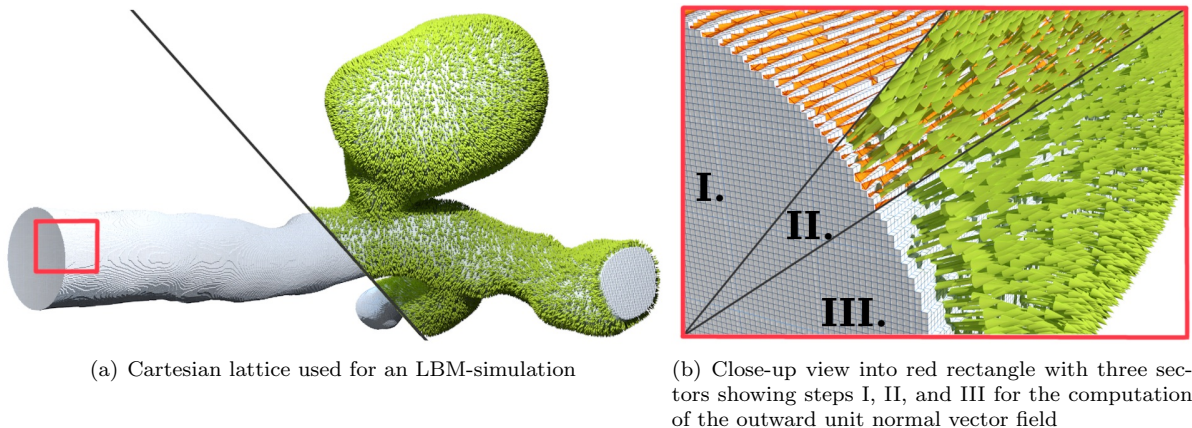 I.
II.
III.
(a) Cartesian lattice used for an LBM-simulation
(b) Close-up view into red rectangle with three sec-
tors showing steps I, II, and III for the computation
of the outward unit normal vector field